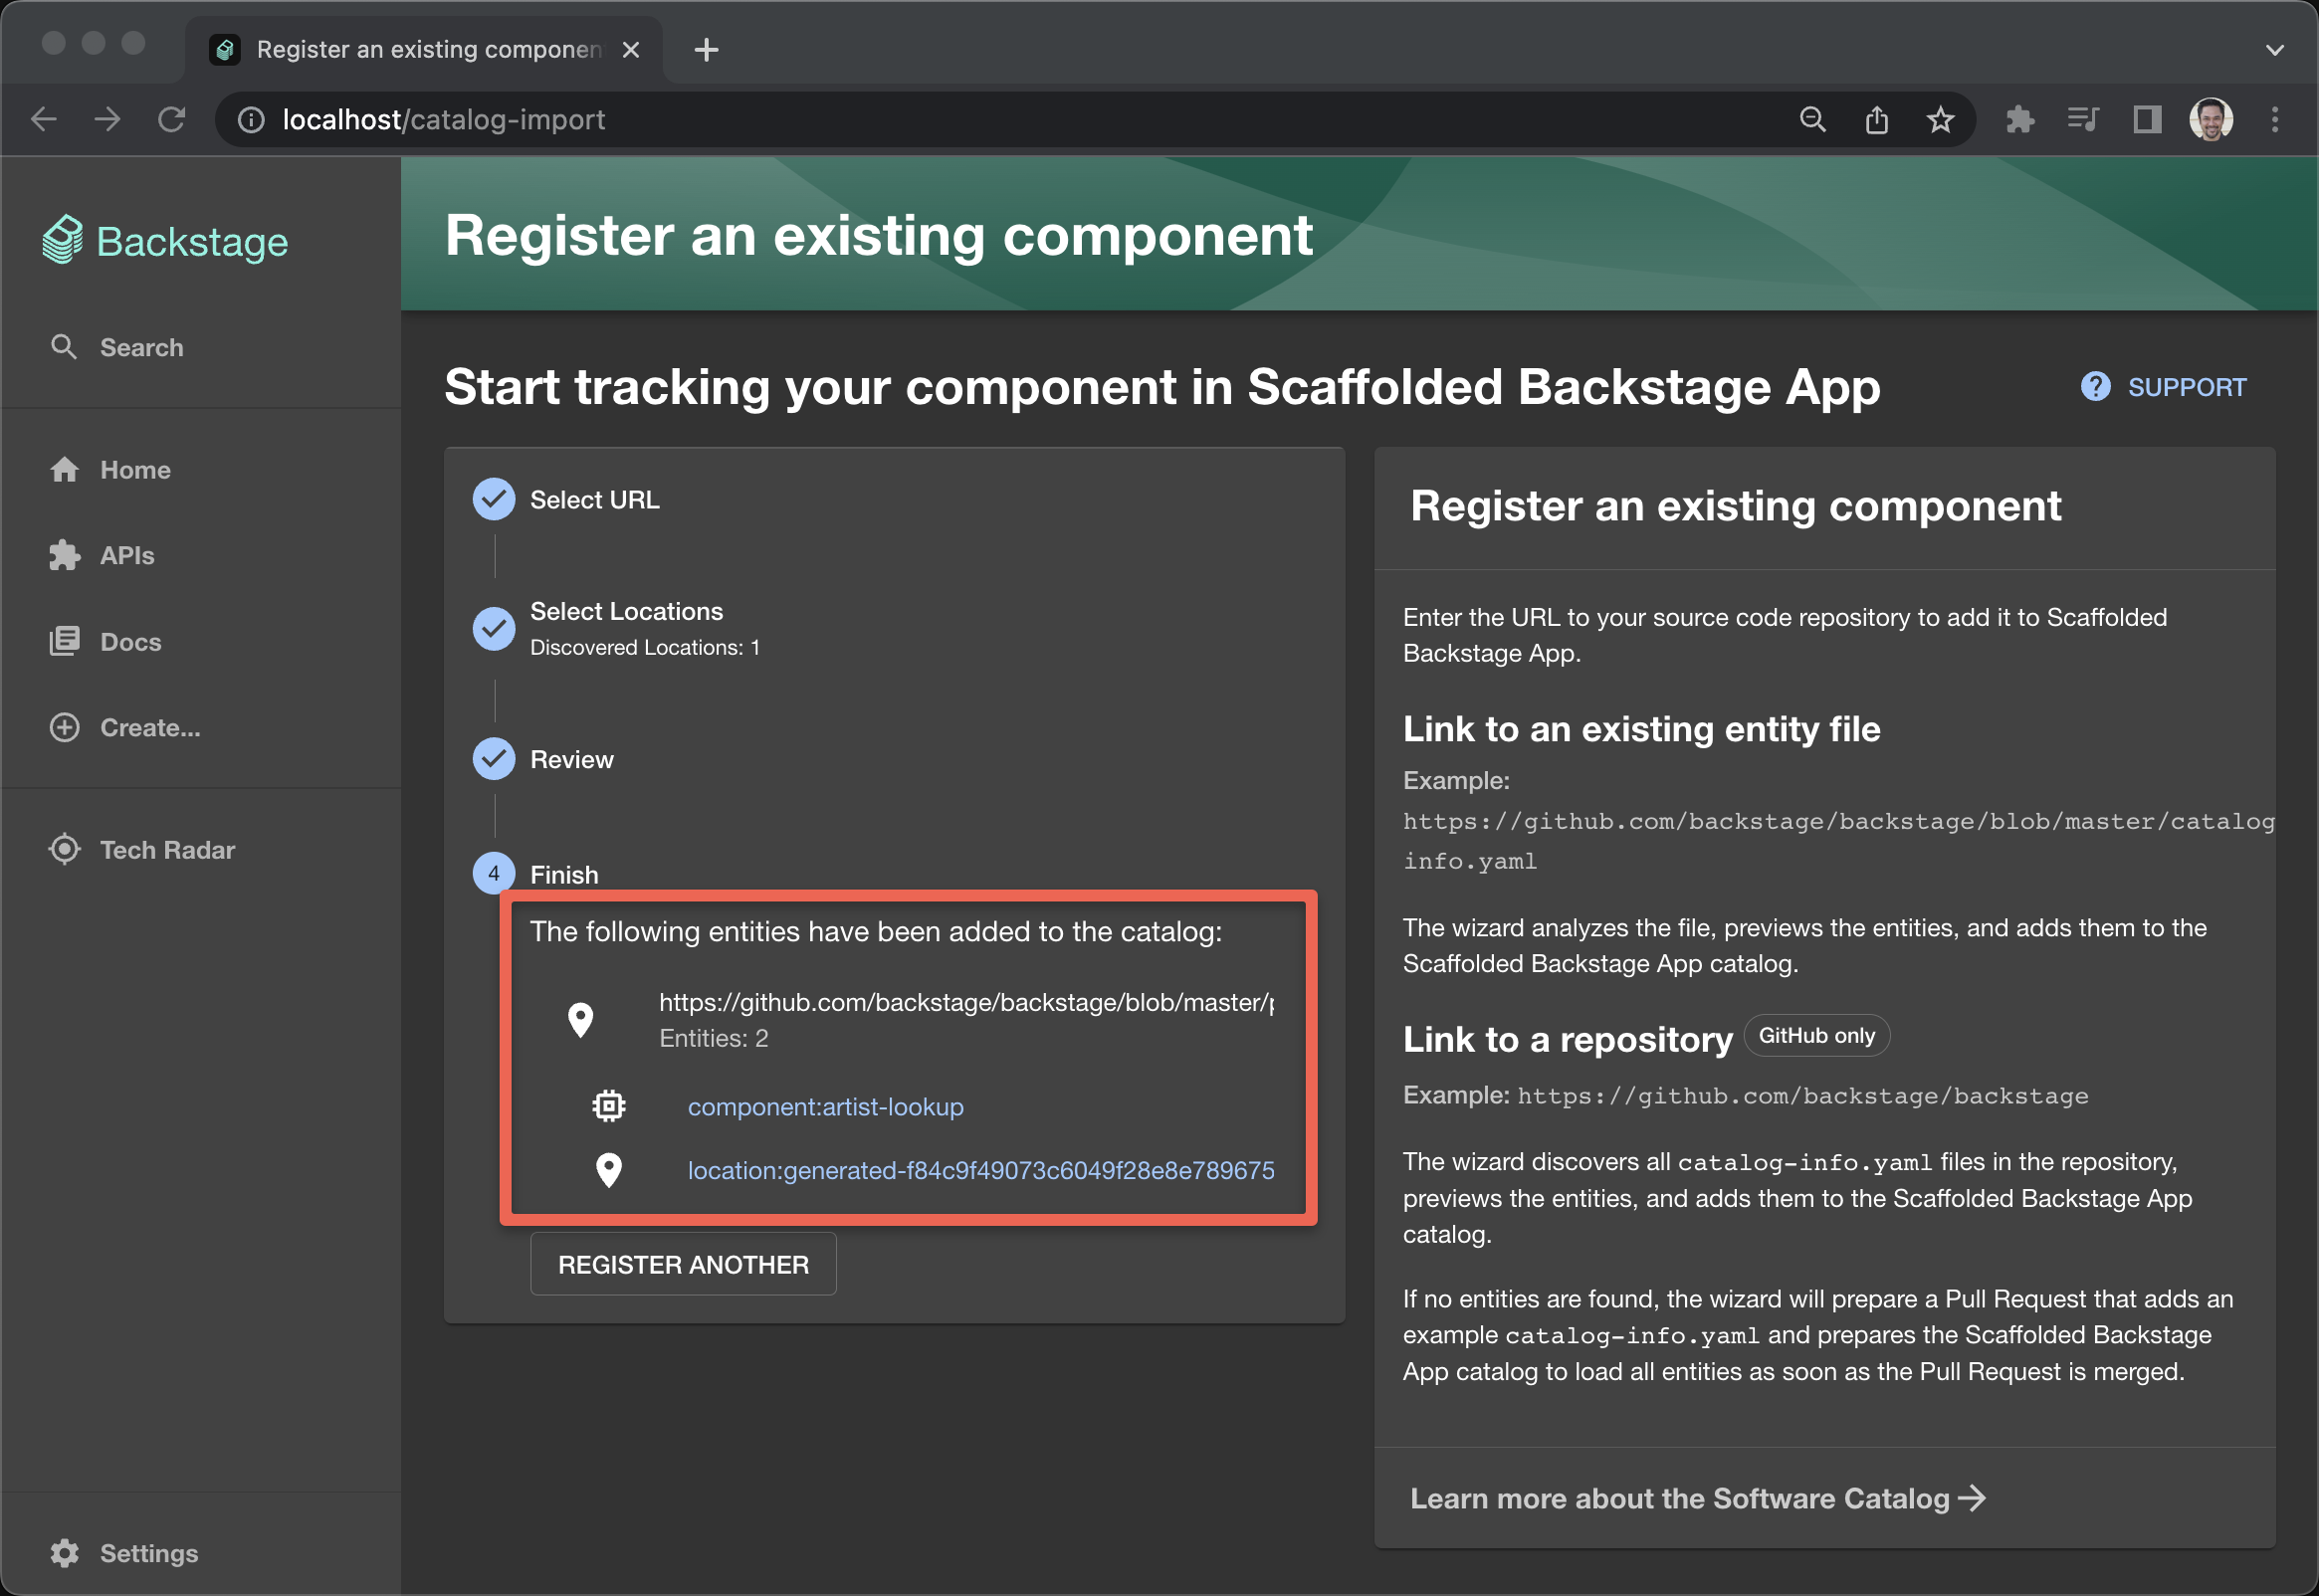 Register an existing componen
localhost/catalog-import
Backstage
Search
Home
APIs
Docs
Create...
Tech Radar
Settings
Register an existing component
Start tracking your component in Scaffolded Backstage App
SUPPORT
Select URL
Select Locations
Discovered Locations: 1
Review
4 Finish
The following entities have been added to the catalog:
https://github.com/backstage/backstage/blob/master/p
Entities: 2
component:artist-lookup
location:generated-f84c9f49073c6049f28e8e789675
REGISTER ANOTHER
Register an existing component
Enter the URL to your source code repository to add it to Scaffolded
Backstage App.
Link to an existing entity file
Example:
https://github.com/backstage/backstage/blob/master/catalog
info.yaml
The wizard analyzes the file, previews the entities, and adds them to the
Scaffolded Backstage App catalog.
Link to a repository GitHub only
Example: https://github.com/backstage/backstage
The wizard discovers all catalog-info.yaml files in the repository,
previews the entities, and adds them to the Scaffolded Backstage App
catalog.
If no entities are found, the wizard will prepare a Pull Request that adds an
example catalog-info.yaml and prepares the Scaffolded Backstage
App catalog to load all entities as soon as the Pull Request is merged.
Learn more about the Software Catalog